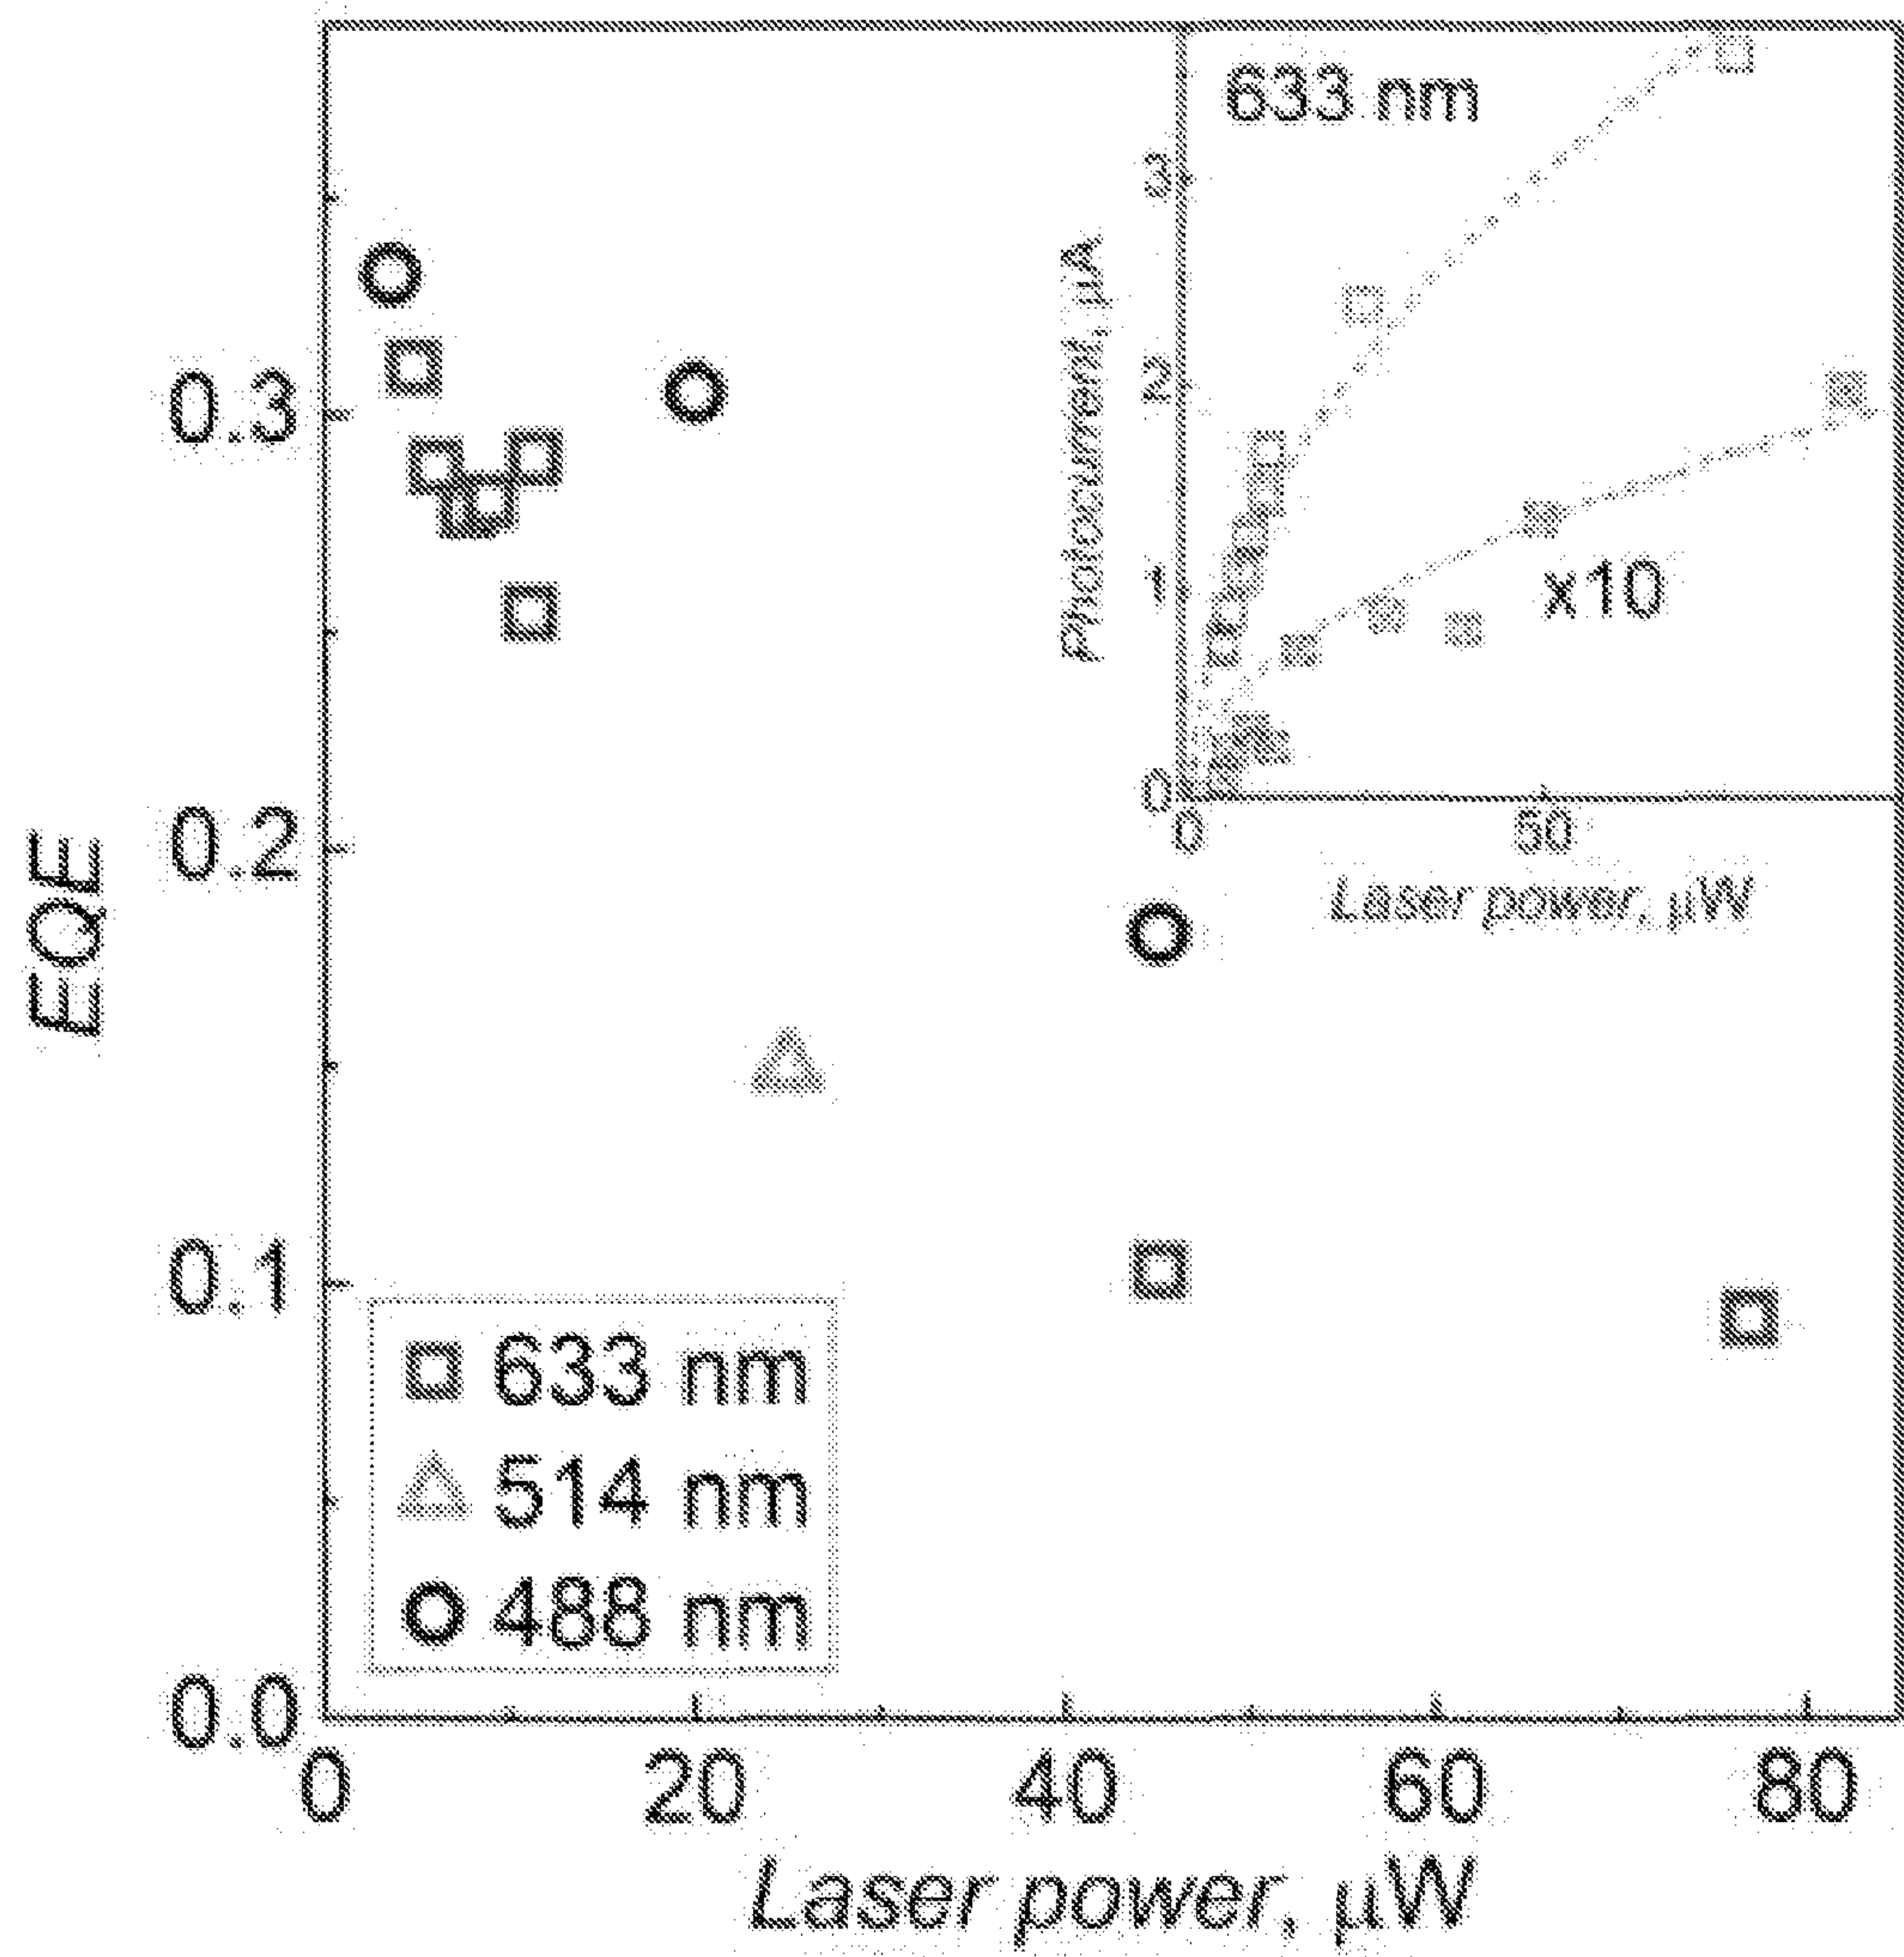 633 nm
3
2
1
0
Photocurrent, µA
x10
0
50
Laser power, µW
0.3
0.2
0.1
0.0
EQE
633 nm
514 nm
488 nm
0
20
40
60
80
Laser power, µW